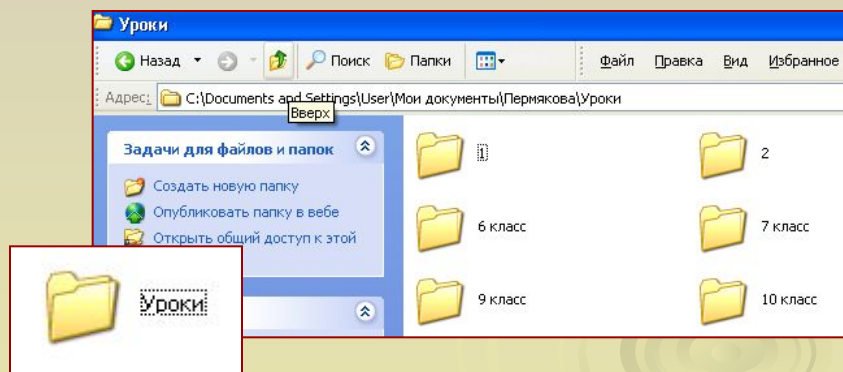 Уроки
Назад Поиск Папки Файл Правка Вид Избранное
Адрес: C:\Documents and Settings\User\Мои документы\Пермякова\Уроки
Вверх
Задачи для файлов и папок
Создать новую папку
Опубликовать папку в вебе
Открыть общий доступ к этой
1
2
6 класс
7 класс
9 класс
10 класс
Уроки